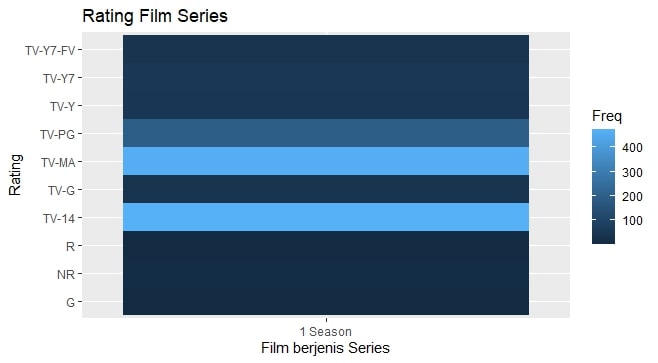 Rating Film Series
TV-Y7-FV
TV-Y7
TV-Y
TV-PG
TV-MA
TV-G
TV-14
R
NR
G
Rating
1 Season
Film berjenis Series
Freq
400
300
200
100